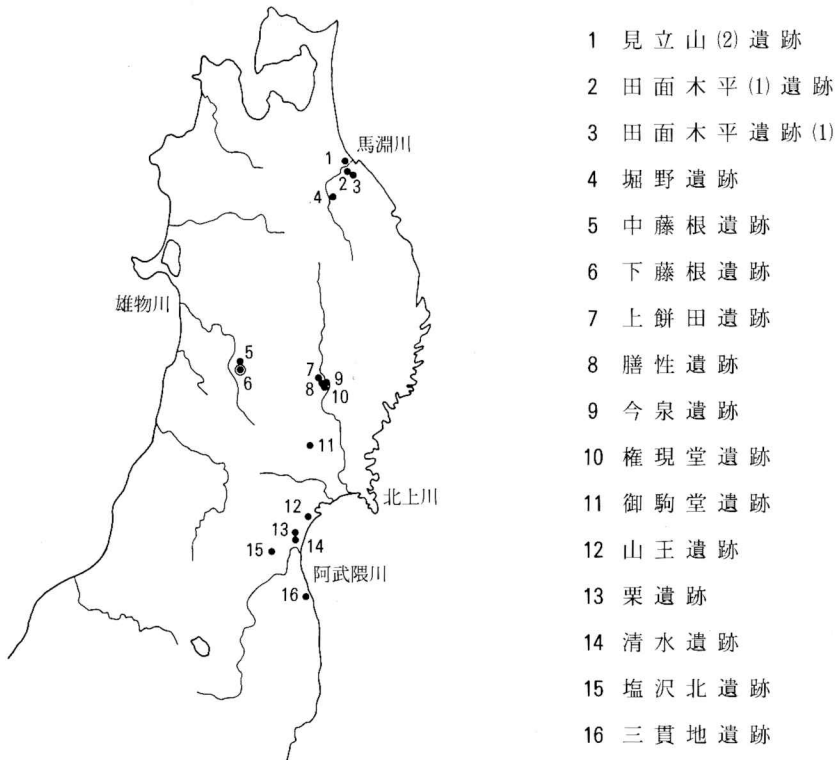 1 見立山(2)遺跡
2 田面木平(1)遺跡
3 田面木平遺跡(1)
4 堀野遺跡
5 中藤根遺跡
6 下藤根遺跡
7 上餅田遺跡
8 膳性遺跡
9 今泉遺跡
10 権現堂遺跡
11 御駒堂遺跡
12 山王遺跡
13 栗遺跡
14 清水遺跡
15 塩沢北遺跡
16 三貫地遺跡
馬淵川
1
2
3
4
雄物川
5
6
7
9
8
10
11
北上川
12
13
14
15
阿武隈川
16